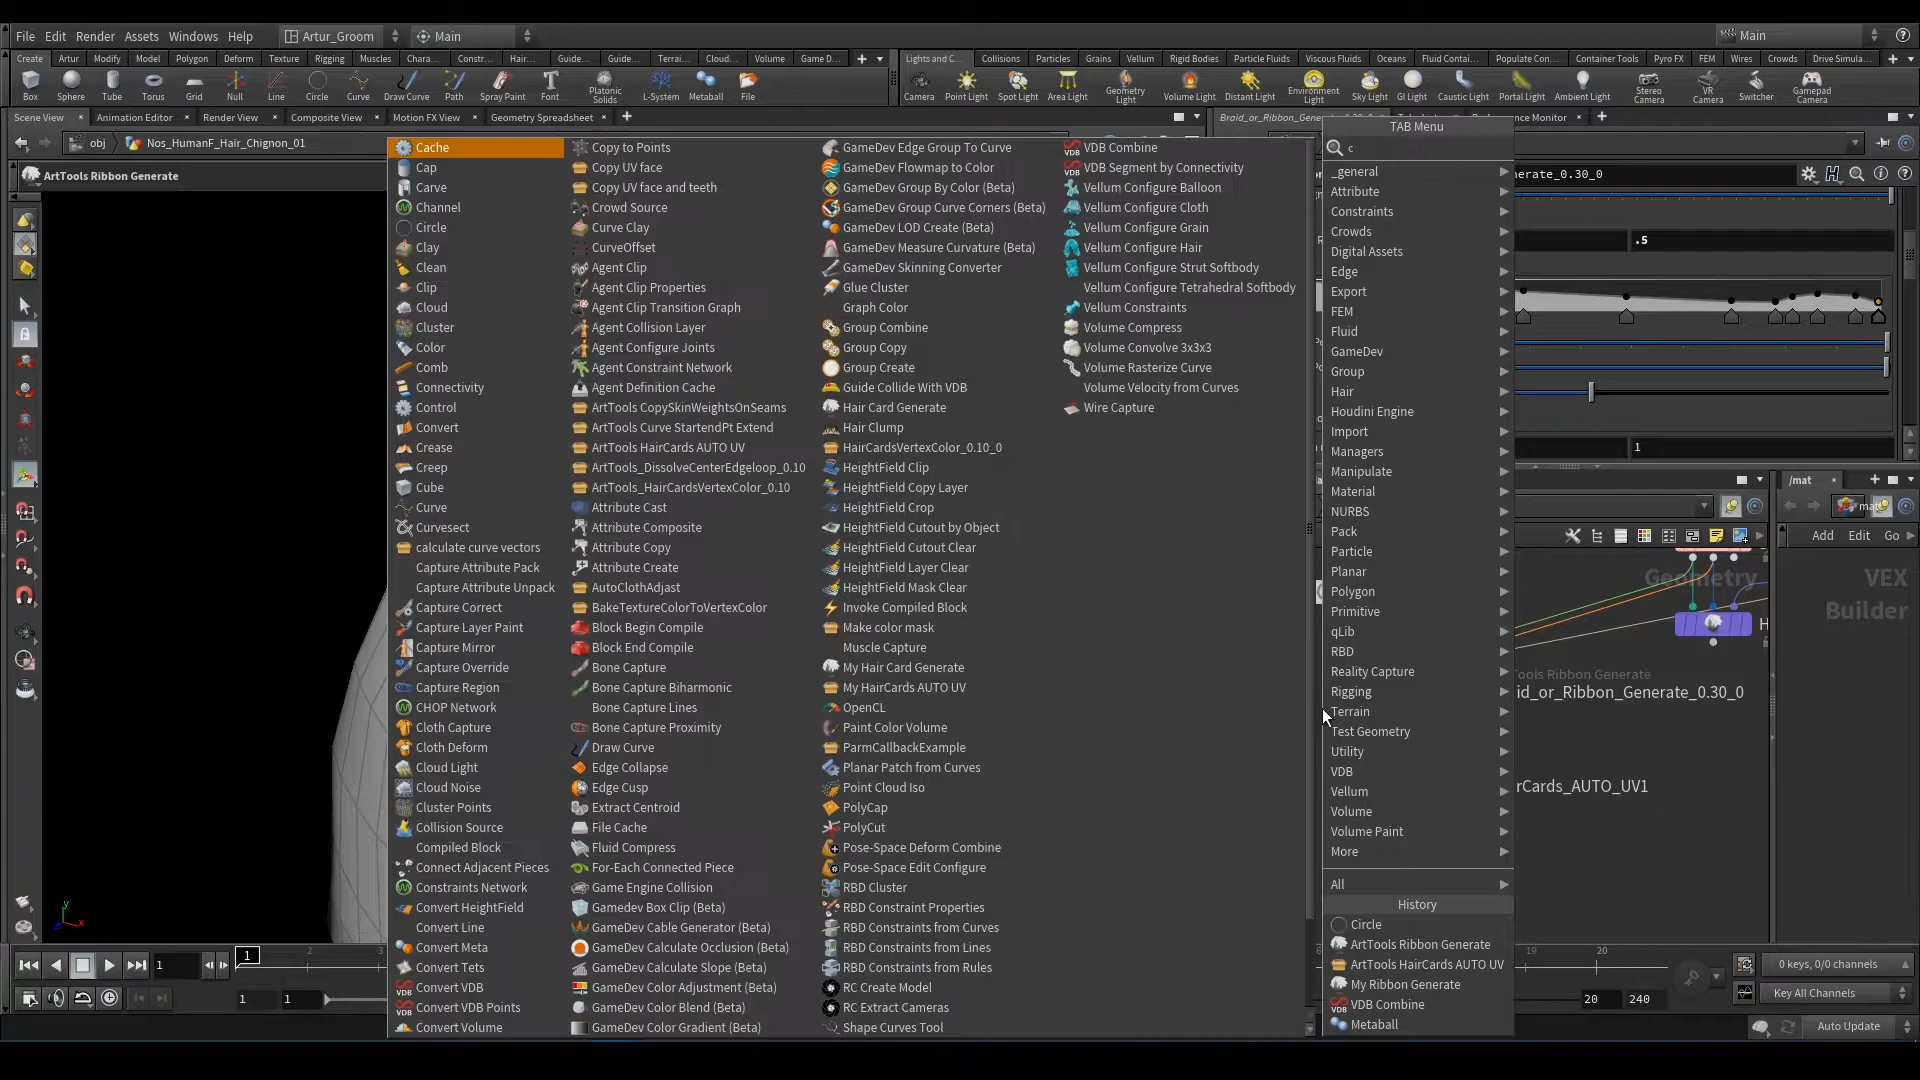 File Edit Render Assets Windows Help Artur_Groom Main Main
Create Artur Modify Model Deform Polygon Texture Rigging Muscles Chara... Constr... Hair... Guide... Guide... Terrai... Cloud... Volume Game D... Lights and C... Collisions Particles Grains Vellum Rigid Bodies Particle Fluids Viscous Fluids Oceans Fluid Contai... Populate Con... Container Tools Pyro FX FEM Wires Crowds Drive Simula...
Box Sphere Tube Torus Grid Null Line Circle Curve Draw Curve Path Spray Paint Font Platonic Solids L-System Metaball File Camera Point Light Spot Light Area Light Geometry Light Volume Light Distant Light Environment Light Sky Light GI Light Caustic Light Portal Light Ambient Light Stereo Camera VR Camera Switcher Gamepad Camera
Scene View Animation Editor Render View Composite View Motion FX View Geometry Spreadsheet
obj Nos_HumanF_Hair_Chignon_01
ArtTools Ribbon Generate
Cache
Cap
Carve
Channel
Circle
Clay
Clean
Clip
Cloud
Cluster
Color
Comb
Connectivity
Control
Convert
Crease
Creep
Cube
Curve
Curvesect
calculate curve vectors
Capture Attribute Pack
Capture Attribute Unpack
Capture Correct
Capture Layer Paint
Capture Mirror
Capture Override
Capture Region
CHOP Network
Cloth Capture
Cloth Deform
Cloud Light
Cloud Noise
Cluster Points
Collision Source
Compiled Block
Connect Adjacent Pieces
Constraints Network
Convert HeightField
Convert Line
Convert Meta
Convert Tets
Convert VDB
Convert VDB Points
Convert Volume
Copy to Points
Copy UV face
Copy UV face and teeth
Crowd Source
Curve Clay
CurveOffset
Agent Clip
Agent Clip Properties
Agent Clip Transition Graph
Agent Collision Layer
Agent Configure Joints
Agent Constraint Network
Agent Definition Cache
ArtTools CopySkinWeightsOnSeams
ArtTools Curve StartendPt Extend
ArtTools HairCards AUTO UV
ArtTools_DissolveCenterEdgeloop_0.10
ArtTools_HairCardsVertexColor_0.10
Attribute Cast
Attribute Composite
Attribute Copy
Attribute Create
AutoClothAdjast
BakeTextureColorToVertexColor
Block Begin Compile
Block End Compile
Bone Capture
Bone Capture Biharmonic
Bone Capture Lines
Bone Capture Proximity
Draw Curve
Edge Collapse
Edge Cusp
Extract Centroid
File Cache
Fluid Compress
For-Each Connected Piece
Game Engine Collision
Gamedev Box Clip (Beta)
GameDev Cable Generator (Beta)
GameDev Calculate Occlusion (Beta)
GameDev Calculate Slope (Beta)
GameDev Color Adjustment (Beta)
GameDev Color Blend (Beta)
GameDev Color Gradient (Beta)
GameDev Edge Group To Curve
GameDev Flowmap to Color
GameDev Group By Color (Beta)
GameDev Group Curve Corners (Beta)
GameDev LOD Create (Beta)
GameDev Measure Curvature (Beta)
GameDev Skinning Converter
Glue Cluster
Graph Color
Group Combine
Group Copy
Group Create
Guide Collide With VDB
Hair Card Generate
Hair Clump
HairCardsVertexColor_0.10_0
HeightField Clip
HeightField Copy Layer
HeightField Crop
HeightField Cutout by Object
HeightField Cutout Clear
HeightField Layer Clear
HeightField Mask Clear
Invoke Compiled Block
Make color mask
Muscle Capture
My Hair Card Generate
My HairCards AUTO UV
OpenCL
Paint Color Volume
ParmCallbackExample
Planar Patch from Curves
Point Cloud Iso
PolyCap
PolyCut
Pose-Space Deform Combine
Pose-Space Edit Configure
RBD Cluster
RBD Constraint Properties
RBD Constraints from Curves
RBD Constraints from Lines
RBD Constraints from Rules
RC Create Model
RC Extract Cameras
Shape Curves Tool
VDB Combine
VDB Segment by Connectivity
Vellum Configure Balloon
Vellum Configure Cloth
Vellum Configure Grain
Vellum Configure Hair
Vellum Configure Strut Softbody
Vellum Configure Tetrahedral Softbody
Vellum Constraints
Volume Compress
Volume Convolve 3x3x3
Volume Rasterize Curve
Volume Velocity from Curves
Wire Capture
TAB Menu
c
_general
Attribute
Constraints
Crowds
Digital Assets
Edge
Export
FEM
Fluid
GameDev
Group
Hair
Houdini Engine
Import
Managers
Manipulate
Material
NURBS
Pack
Particle
Planar
Polygon
Primitive
qLib
RBD
Reality Capture
Rigging
Terrain
Test Geometry
Utility
VDB
Vellum
Volume
Volume Paint
More
All
History
Circle
ArtTools Ribbon Generate
ArtTools HairCards AUTO UV
My Ribbon Generate
VDB Combine
Metaball
erate_0.30_0
.5
1
/mat
Add Edit Go
Geometry
VEX
Builder
H
Tools Ribbon Generate
id_or_Ribbon_Generate_0.30_0
rCards_AUTO_UV1
y
z x
1 1 2 3 19 20 0 keys, 0/0 channels
1 1 20 240 Key All Channels
Auto Update